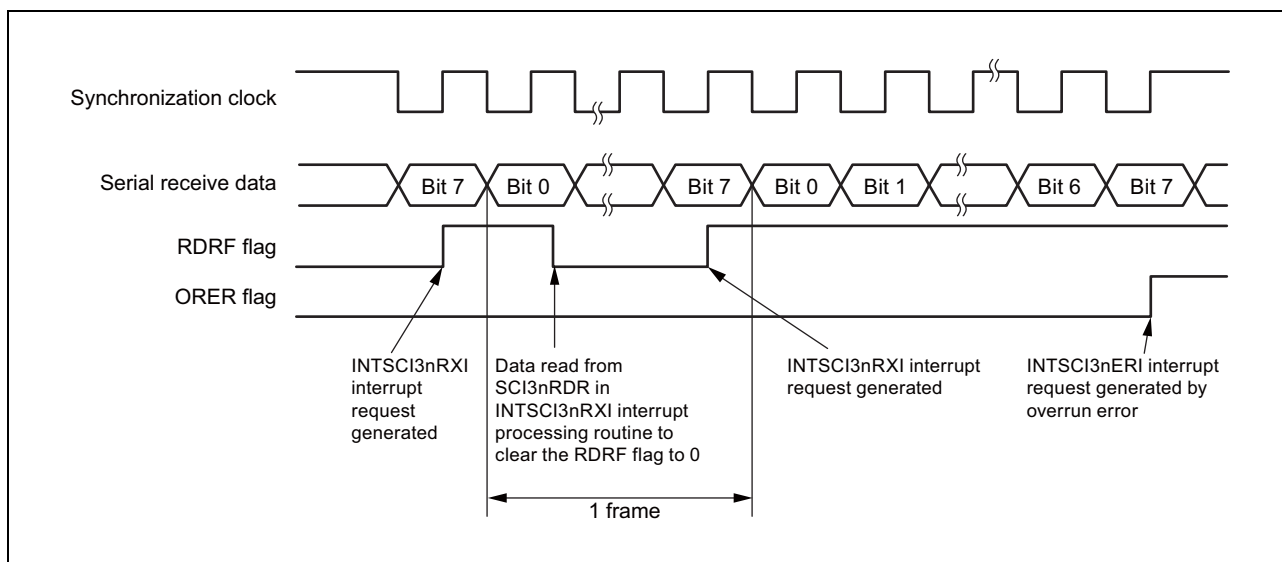 Synchronization clock
Serial receive data
Bit 7
Bit 0
Bit 7
Bit 0
Bit 1
Bit 6
Bit 7
RDRF flag
ORER flag
INTSCI3nRXI
interrupt
request
generated
Data read from
SCI3nRDR in
INTSCI3nRXI interrupt
processing routine to
clear the RDRF flag to 0
INTSCI3nRXI interrupt
request generated
INTSCI3nERI interrupt
request generated by
overrun error
1 frame